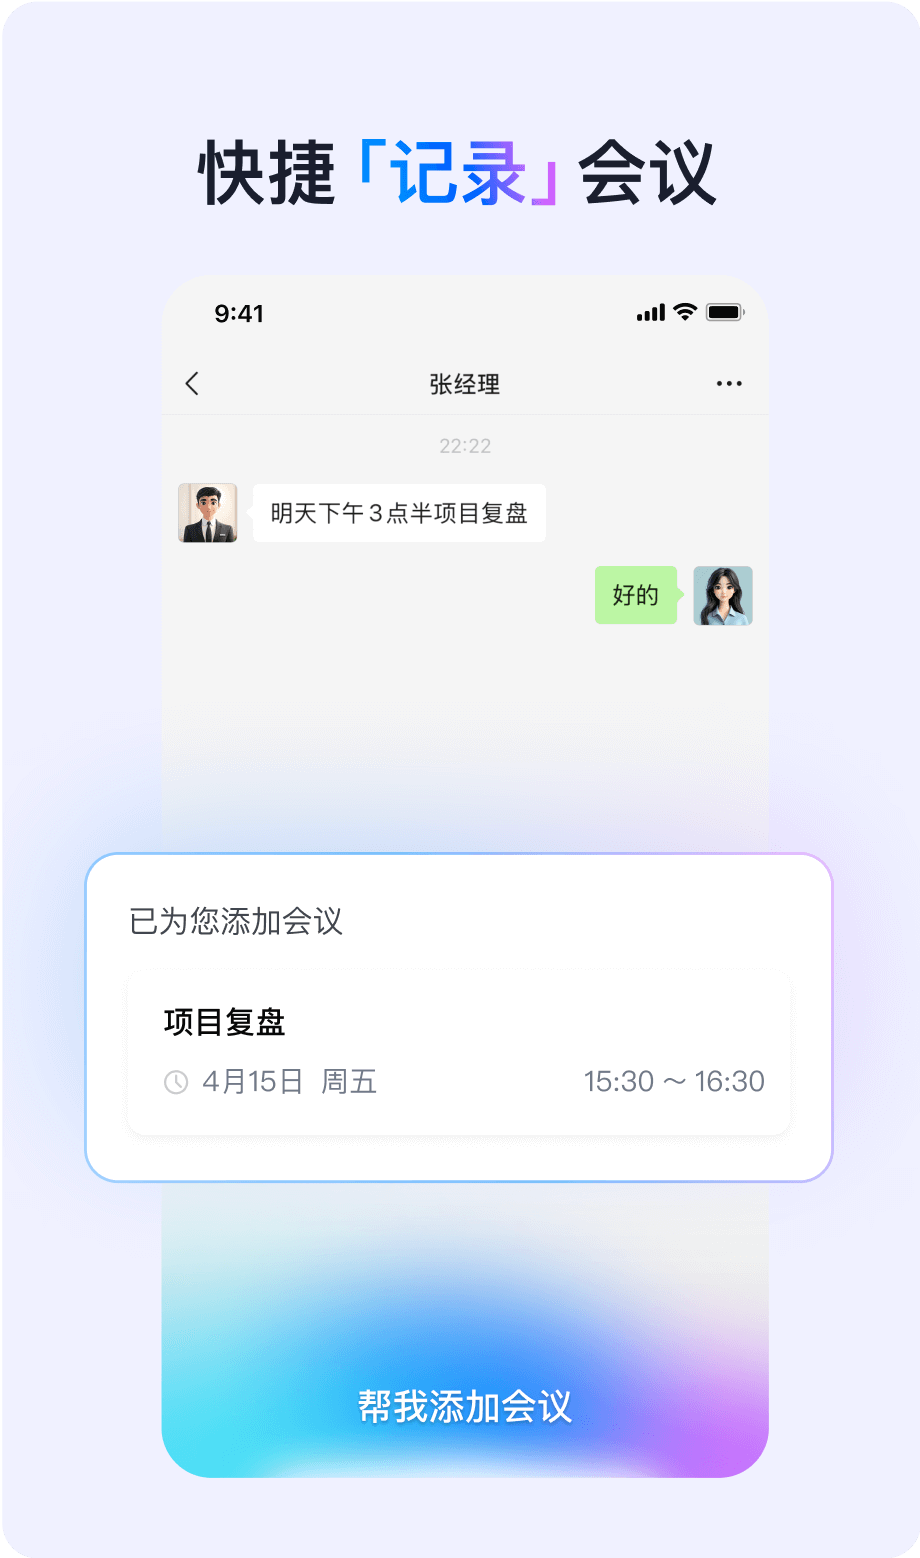 快捷「记录」会议
9:41
张经理
22:22
明天下午3点半项目复盘
好的
已为您添加会议
项目复盘
4月15日 周五 15:30 ～ 16:30
帮我添加会议